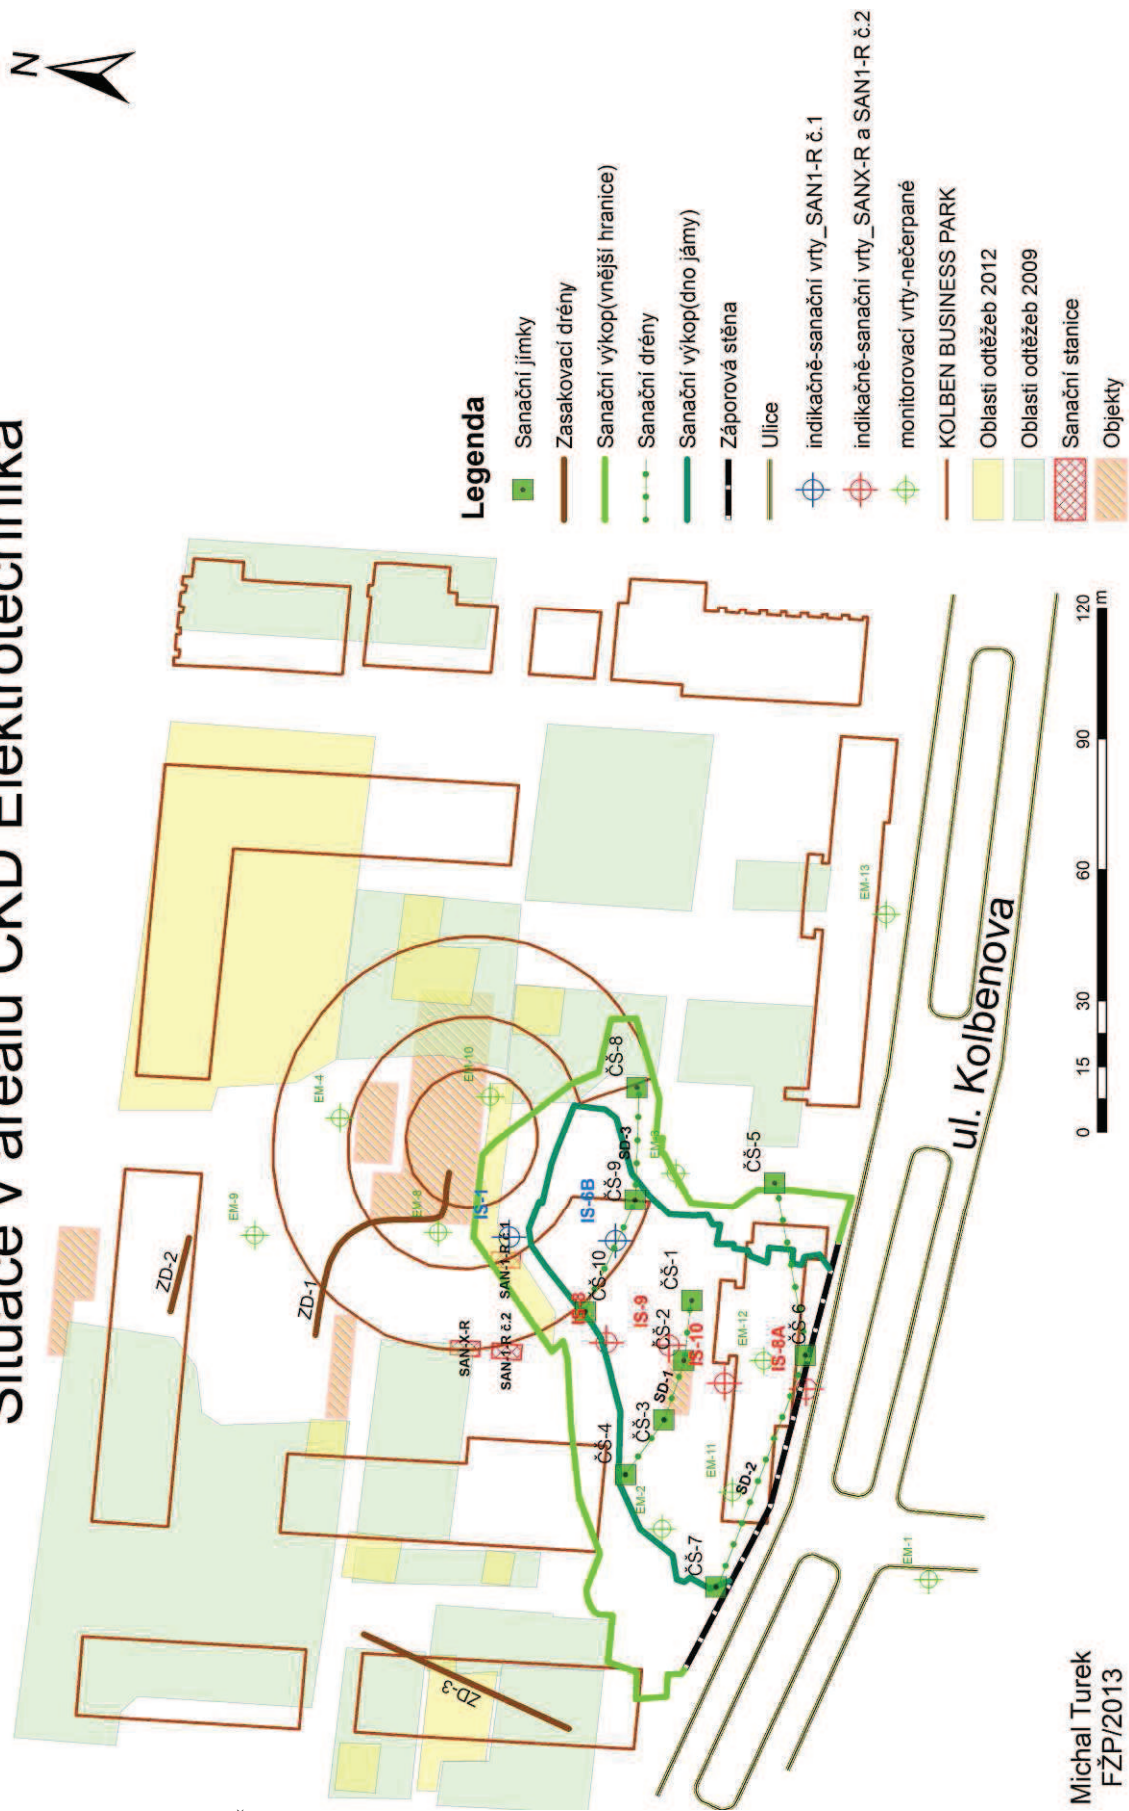 Situace v areálu ČKD Elektrotechnika
N
Legenda
Sanační jímky
Zasakovací drény
Sanační výkop(vnější hranice)
Sanační drény
Sanační výkop(dno jámy)
Záporová stěna
Ulice
indikačně-sanační vrty_SAN1-R č.1
indikačně-sanační vrty_SANX-R a SAN1-R č.2
monitorovací vrty-nečerpané
KOLBEN BUSINESS PARK
Oblasti odtěžeb 2012
Oblasti odtěžeb 2009
Sanační stanice
Objekty
ZD-2
EM-9
EM-4
ZD-1
EM-8
EM-10
IS-1
SAN-X-R
SAN-1-R č.2
SAN-1-R č.1
ZD-3
IS-6B
ČŠ-8
SD-3
ČŠ-9
EM-3
ČŠ-10
IS-9
ČŠ-1
ČŠ-2
IS-10
SD-1
ČŠ-3
ČŠ-4
EM-2
ČŠ-5
EM-12
IS-8A
ČŠ-6
EM-11
SD-2
ČŠ-7
EM-13
EM-1
ul. Kolbenova
0
15
30
60
90
120
m
Michal Turek
FŽP/2013